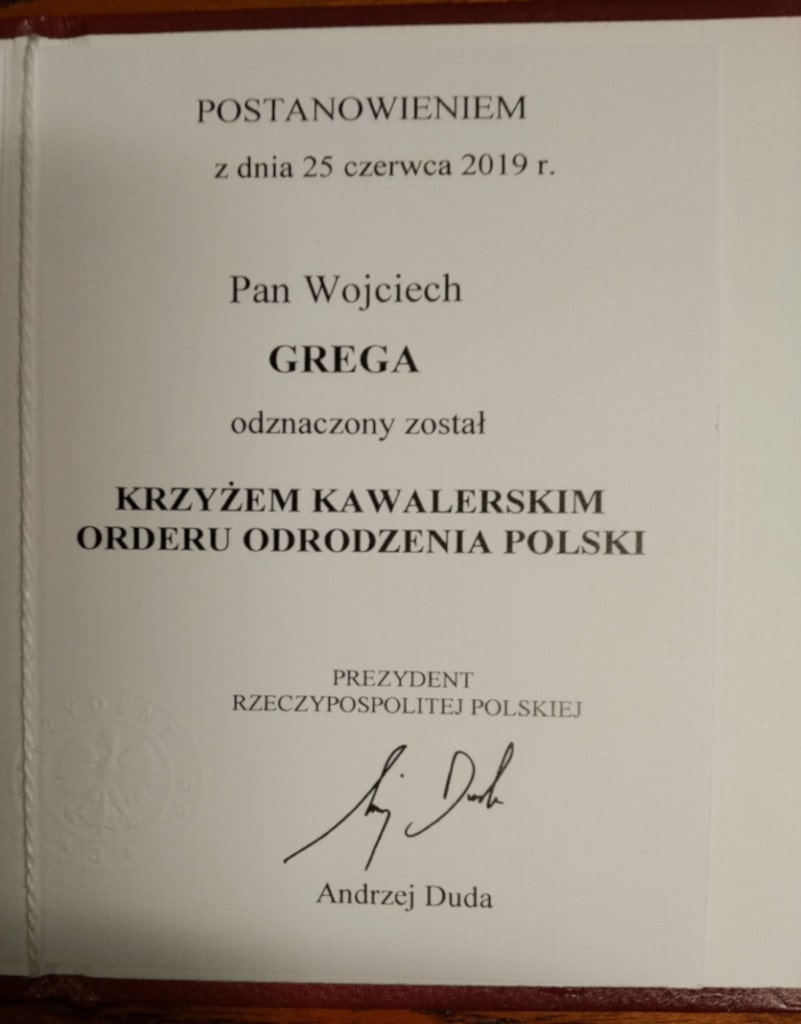 POSTANOWIENIEM
z dnia 25 czerwca 2019 r.
Pan Wojciech
GREGA
odznaczony został
KRZYŻEM KAWALERSKIM
ORDERU ODRODZENIA POLSKI
PREZYDENT
RZECZYPOSPOLITEJ POLSKIEJ
Andrzej Duda